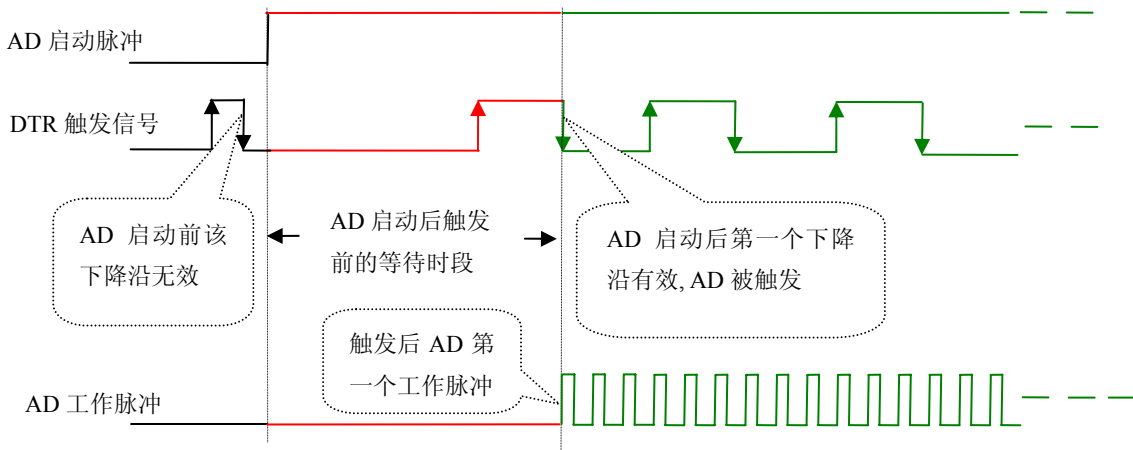 AD 启动脉冲
DTR 触发信号
AD 启动前该
下降沿无效
AD 启动后触发
前的等待时段
AD 启动后第一个下降
沿有效, AD 被触发
触发后 AD 第
一个工作脉冲
AD 工作脉冲